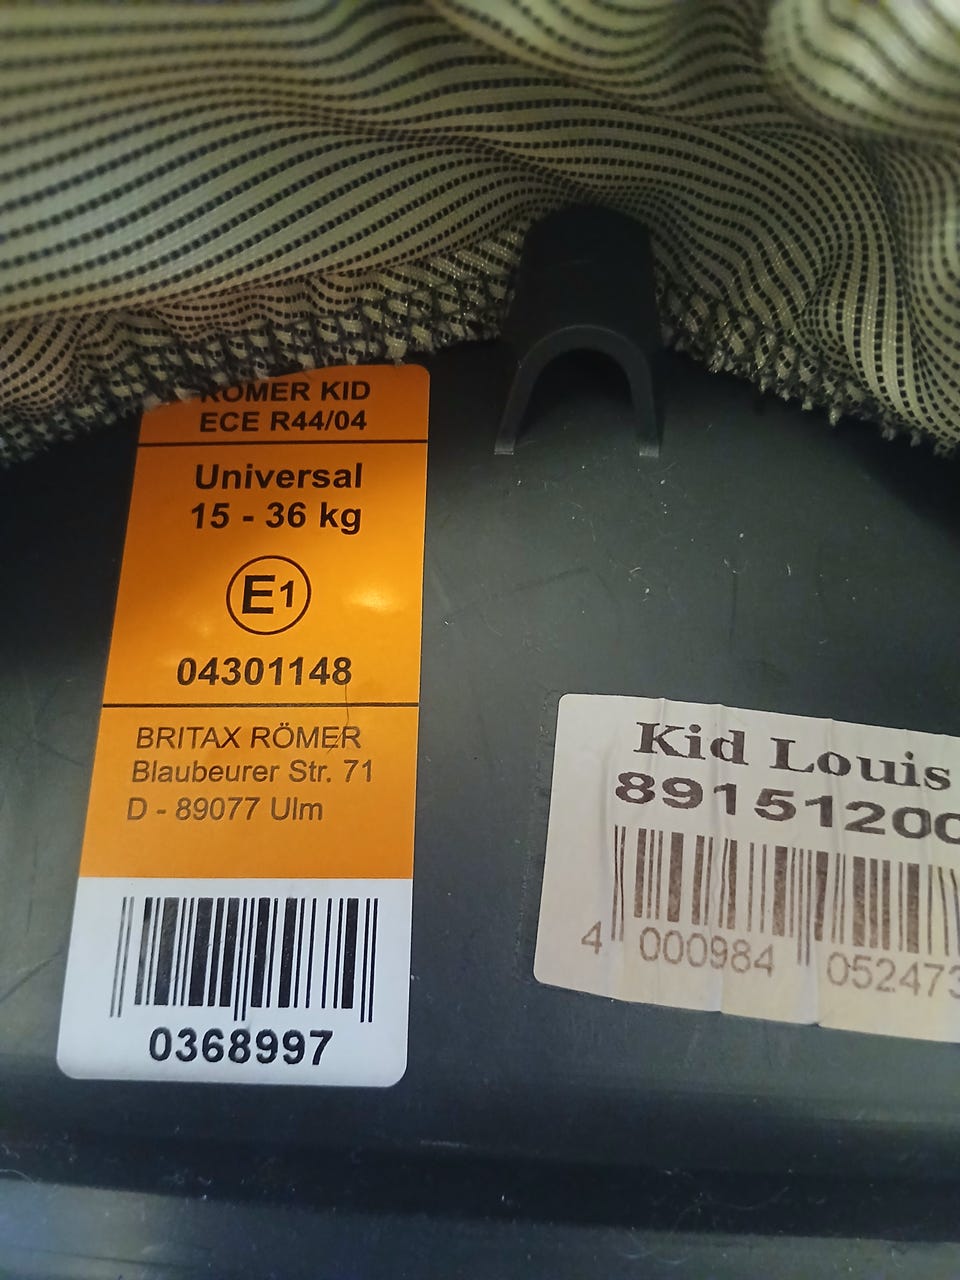 RÖMER KID
ECE R44/04
Universal
15 - 36 kg
E1
04301148
BRITAX RÖMER
Blaubeurer Str. 71
D - 89077 Ulm
0368997
Kid Louis
8915120
4 000984 052473